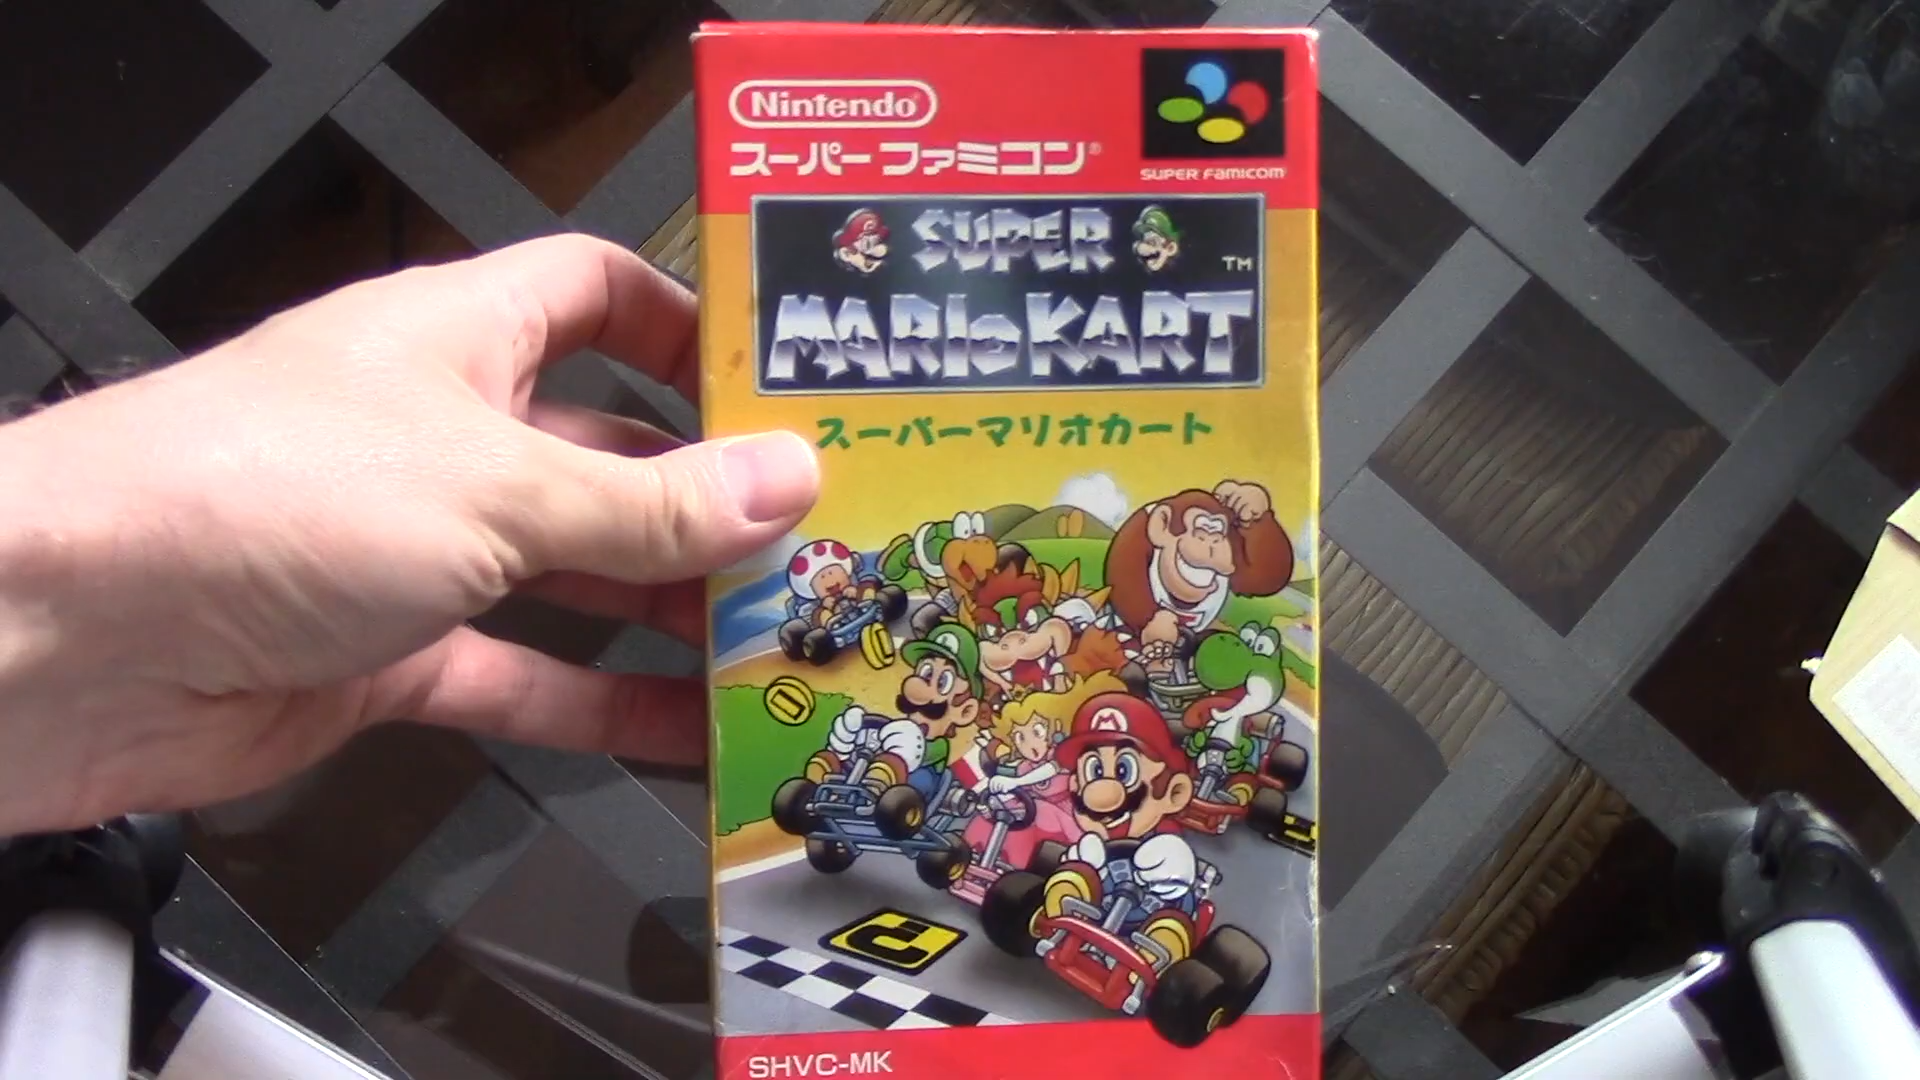 Nintendo®
スーパーファミコン®
SUPER FAMICOM
SUPER
MARIO KART
TM
スーパーマリオカート
M
SHVC-MK